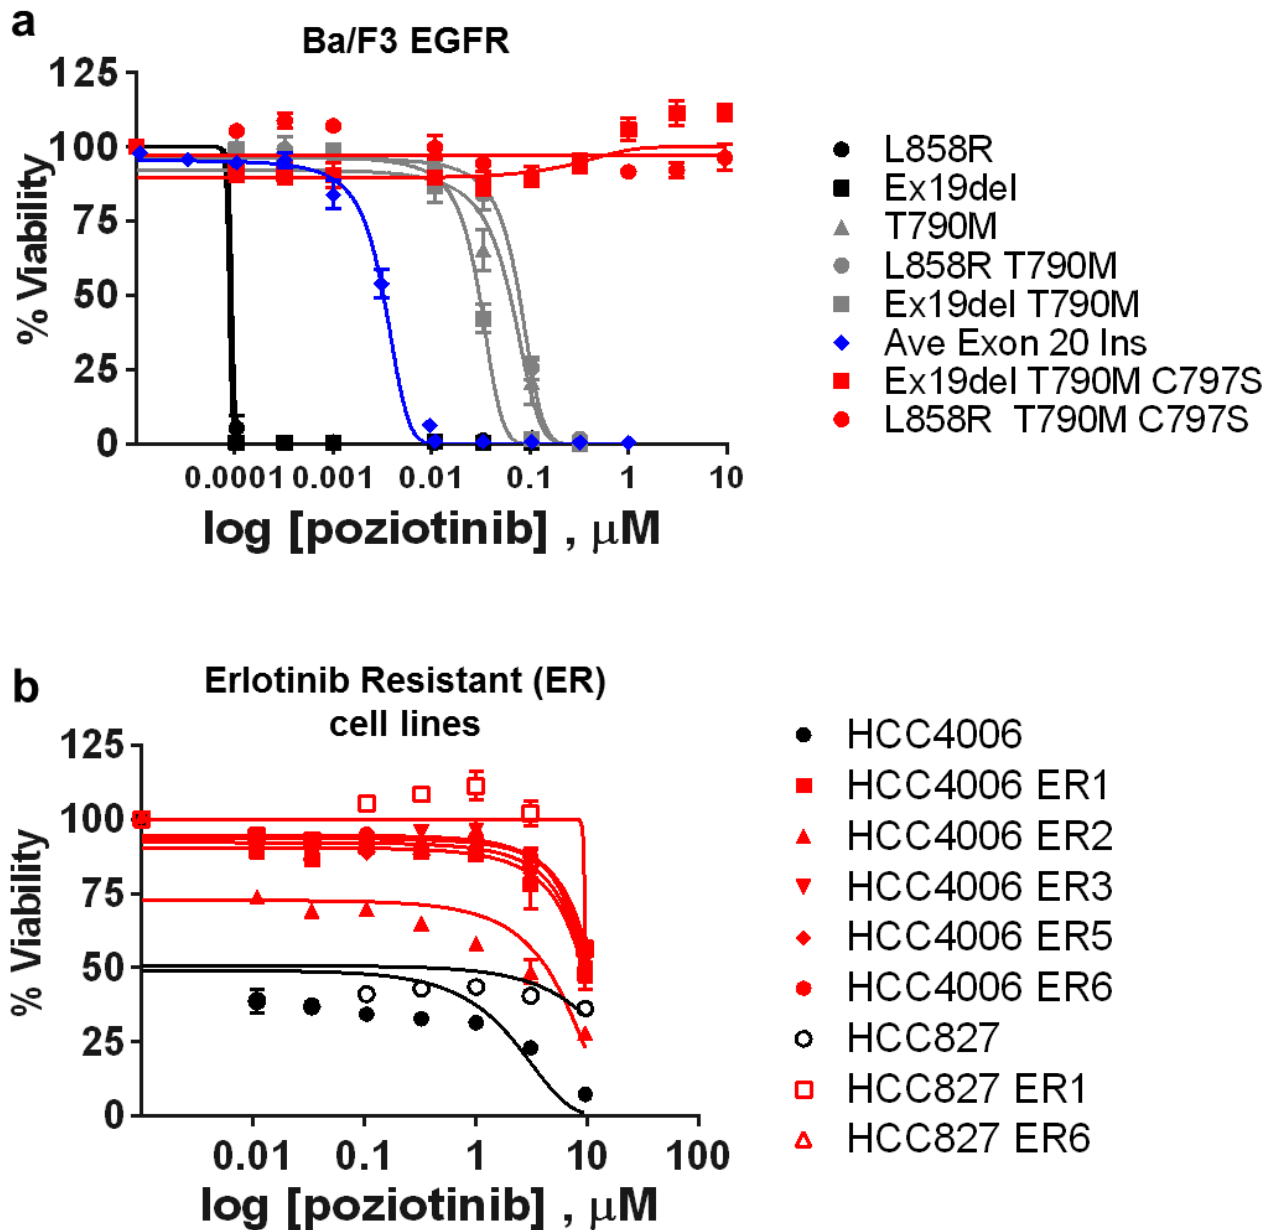 a
Ba/F3 EGFR
125
100
75
50
25
0
% Viability
0.0001 0.001 0.01 0.1 1 10
log [poziotinib] , μM
L858R
Ex19del
T790M
L858R T790M
Ex19del T790M
Ave Exon 20 Ins
Ex19del T790M C797S
L858R T790M C797S
b
Erlotinib Resistant (ER)
cell lines
125
100
75
50
25
0
% Viability
0.01 0.1 1 10 100
log [poziotinib] , μM
HCC4006
HCC4006 ER1
HCC4006 ER2
HCC4006 ER3
HCC4006 ER5
HCC4006 ER6
HCC827
HCC827 ER1
HCC827 ER6